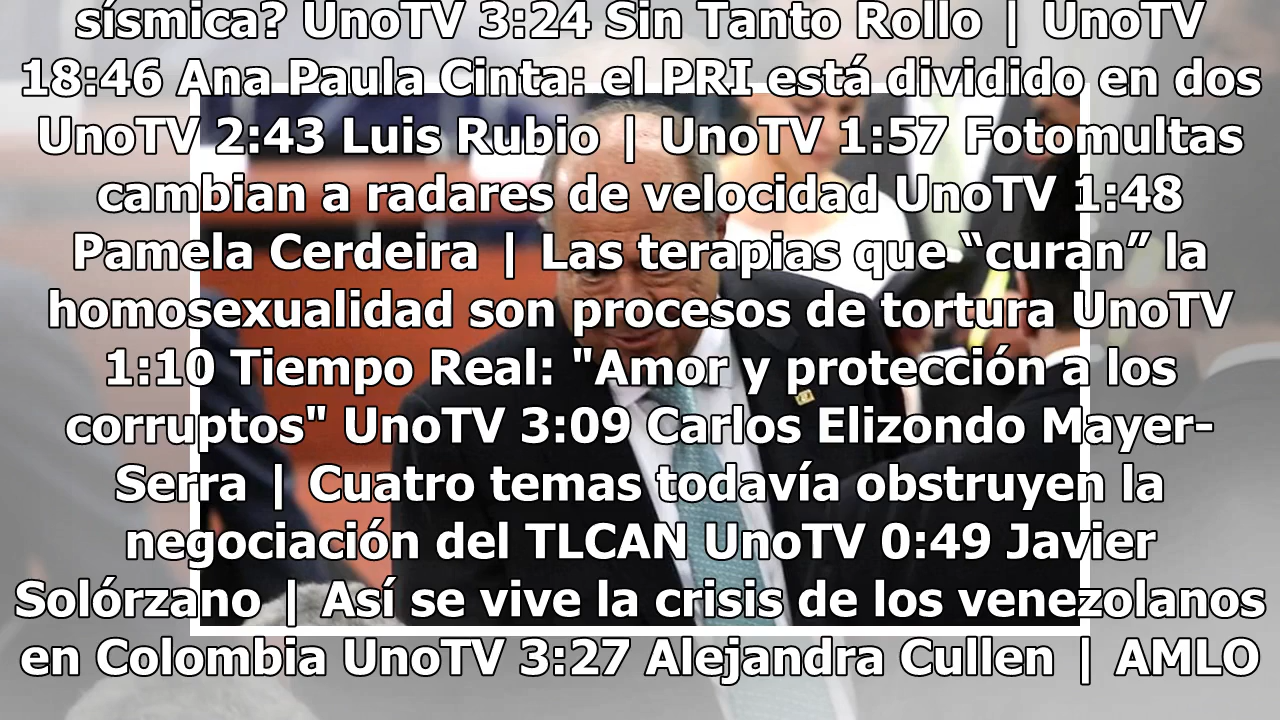 sísmica? UnoTV 3:24 Sin Tanto Rollo | UnoTV
18:46 Ana Paula Cinta: el PRI está dividido en dos
UnoTV 2:43 Luis Rubio | UnoTV 1:57 Fotomultas
cambian a radares de velocidad UnoTV 1:48
Pamela Cerdeira | Las terapias que “curan” la
homosexualidad son procesos de tortura UnoTV
1:10 Tiempo Real: "Amor y protección a los
corruptos" UnoTV 3:09 Carlos Elizondo Mayer-
Serra | Cuatro temas todavía obstruyen la
negociación del TLCAN UnoTV 0:49 Javier
Solórzano | Así se vive la crisis de los venezolanos
en Colombia UnoTV 3:27 Alejandra Cullen | AMLO